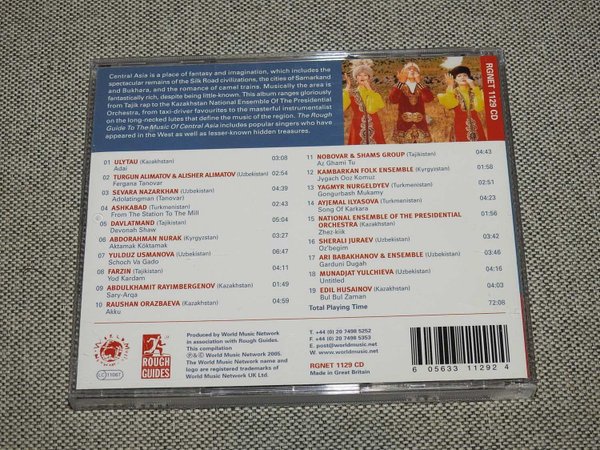 Central Asia is a place of fantasy and imagination, which includes the
spectacular remains of the Silk Road civilizations, the cities of Samarkand
and Bukhara, and the romance of camel trains. Musically the area is
fantastically rich, despite being little-known. This album ranges gloriously
from Tajik rap to the Kazakhstan National Ensemble Of The Presidential
Orchestra, from taxi-driver favourites to the masterful instrumentalist
on the long-necked lutes that define the music of the region. The Rough
Guide To The Music Of Central Asia includes popular singers who have
appeared in the West as well as lesser-known hidden treasures.
RGNET 1129 CD
01 ULYTAU (Kazakhstan) 03:08
Adai
02 TURGUN ALIMATOV & ALISHER ALIMATOV (Uzbekistan) 02:54
Fergana Tanovar
03 SEVARA NAZARKHAN (Uzbekistan) 04:39
Adolatingman (Tanovar)
04 ASHKABAD (Turkmenistan) 02:43
From The Station To The Mill
05 DAVLATMAND (Tajikistan) 05:04
Devonah Shaw
06 ABDORAHMAN NURAK (Kyrgyzstan) 03:27
Aktamak Köktamak
07 YULDUZ USMANOVA (Uzbekistan) 06:47
Schoch Va Gado
08 FARZIN (Tajikistan) 04:11
Yod Kardam
09 ABDULKHAMIT RAYIMBERGENOV (Kazakhstan) 04:21
Sary-Arqa
10 RAUSHAN ORAZBAEVA (Kazakhstan) 04:59
Akku
11 NOBOVAR & SHAMS GROUP (Tajikistan) 04:43
Az Ghami Tu
12 KAMBARKAN FOLK ENSEMBLE (Kyrgyzstan) 01:58
Jygach Ooz Komuz
13 YAGMYR NURGELDYEV (Turkmenistan) 03:31
Gongurbash Mukamy
14 AYJEMAL ILYASOVA (Turkmenistan) 04:24
Song Of Karkara
15 NATIONAL ENSEMBLE OF THE PRESIDENTIAL
ORCHESTRA (Kazakhstan) 01:56
Zhez-kiik
16 SHERALI JURAEV (Uzbekistan) 03:46
Oz'begim
17 ARI BABAKHANOV & ENSEMBLE (Uzbekistan) 02:46
Garduni Dugah
18 MUNADJAT YULCHIEVA (Uzbekistan) 04:16
Untitled
19 EDIL HUSAINOV (Kazakhstan) 04:03
Bul Bul Zaman
Total Playing Time 72:08
LC 11067
ROUGH
GUIDES
Produced by World Music Network
in association with Rough Guides.
This compilation
℗ & © World Music Network 2005.
The World Music Network name and
logo are registered trademarks of
World Music Network UK Ltd.
T. +44 (0) 20 7498 5252
F. +44 (0) 20 7498 5353
E. post@worldmusic.net
W. www.worldmusic.net
RGNET 1129 CD
Made in Great Britain
6 05633 11292 4